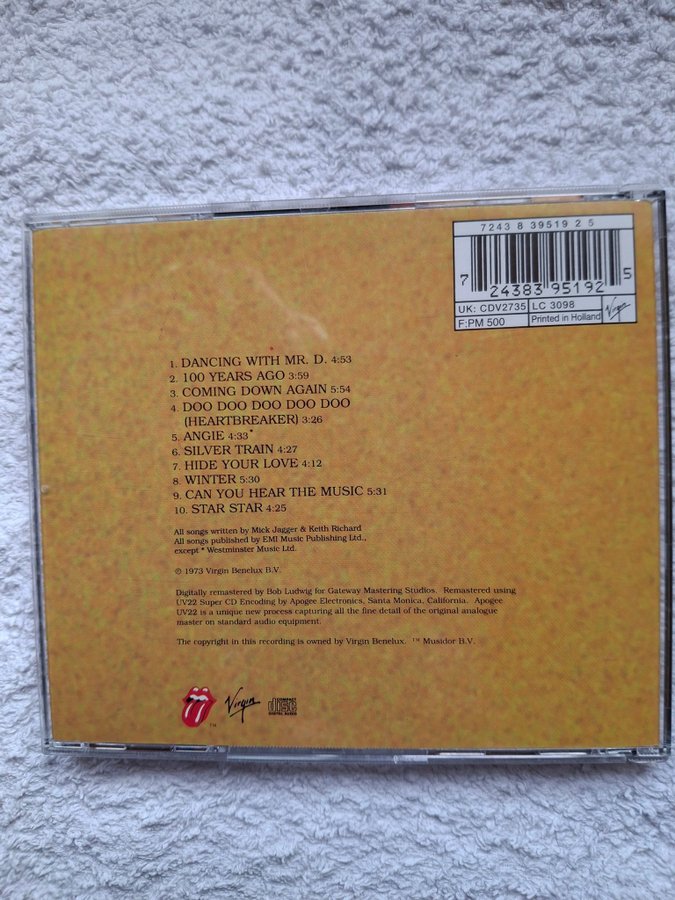 7243 8 39519 2 5
7 24383 95192 5
UK: CDV2735 LC 3098 Virgin
F:PM 500 Printed in Holland
1. DANCING WITH MR. D. 4:53
2. 100 YEARS AGO 3:59
3. COMING DOWN AGAIN 5:54
4. DOO DOO DOO DOO DOO
(HEARTBREAKER) 3:26
5. ANGIE 4:33*
6. SILVER TRAIN 4:27
7. HIDE YOUR LOVE 4:12
8. WINTER 5:30
9. CAN YOU HEAR THE MUSIC 5:31
10. STAR STAR 4:25
All songs written by Mick Jagger & Keith Richard
All songs published by EMI Music Publishing Ltd.,
except * Westminster Music Ltd.
℗ 1973 Virgin Benelux B.V.
Digitally remastered by Bob Ludwig for Gateway Mastering Studios. Remastered using
UV22 Super CD Encoding by Apogee Electronics, Santa Monica, California. Apogee
UV22 is a unique new process capturing all the fine detail of the original analogue
master on standard audio equipment.
The copyright in this recording is owned by Virgin Benelux. ™ Musidor B.V.
TM Virgin COMPACT disc DIGITAL AUDIO